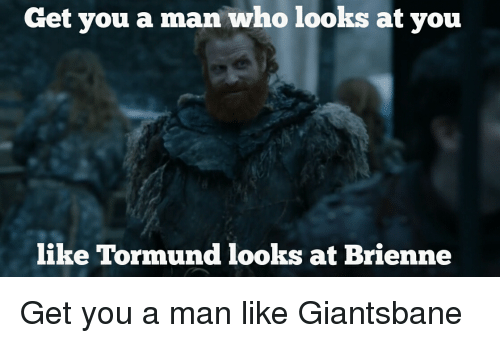 Get you a man who looks at you
like Tormund looks at Brienne
Get you a man like Giantsbane